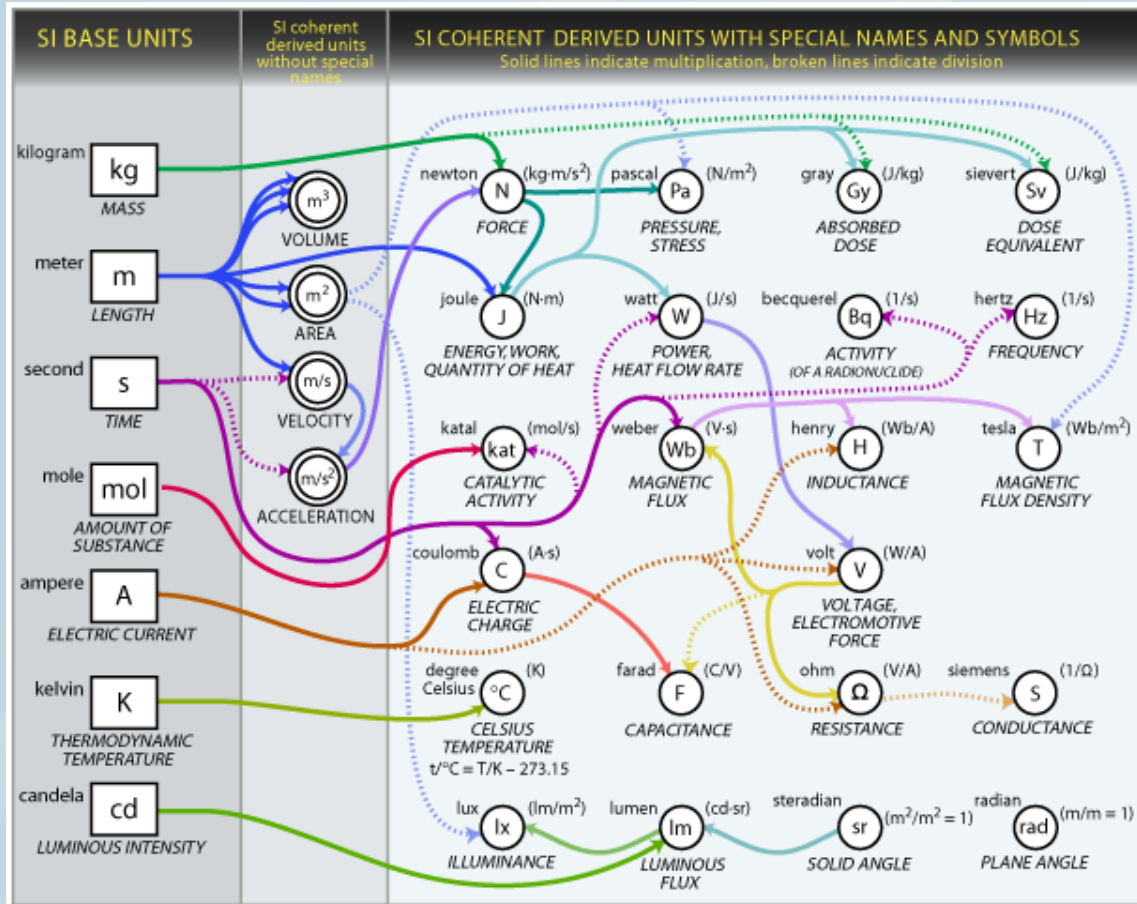 SI BASE UNITS
SI coherent
derived units
without special
names
SI COHERENT DERIVED UNITS WITH SPECIAL NAMES AND SYMBOLS
Solid lines indicate multiplication, broken lines indicate division
kilogram
kg
MASS
meter
m
LENGTH
second
s
TIME
mole
mol
AMOUNT OF
SUBSTANCE
ampere
A
ELECTRIC CURRENT
kelvin
K
THERMODYNAMIC
TEMPERATURE
candela
cd
LUMINOUS INTENSITY
m³
VOLUME
m²
AREA
m/s
VELOCITY
m/s²
ACCELERATION
newton
N
(kg·m/s²)
FORCE
pascal
Pa
(N/m²)
PRESSURE,
STRESS
gray
Gy
(J/kg)
ABSORBED
DOSE
sievert
Sv
(J/kg)
DOSE
EQUIVALENT
joule
J
(N·m)
ENERGY, WORK,
QUANTITY OF HEAT
watt
W
(J/s)
POWER,
HEAT FLOW RATE
becquerel
Bq
(1/s)
ACTIVITY
(OF A RADIONUCLIDE)
hertz
Hz
(1/s)
FREQUENCY
katal
kat
(mol/s)
CATALYTIC
ACTIVITY
weber
Wb
(V·s)
MAGNETIC
FLUX
henry
H
(Wb/A)
INDUCTANCE
tesla
T
(Wb/m²)
MAGNETIC
FLUX DENSITY
coulomb
C
(A·s)
ELECTRIC
CHARGE
volt
V
(W/A)
VOLTAGE,
ELECTROMOTIVE
FORCE
degree
Celsius
°C
(K)
CELSIUS
TEMPERATURE
t/°C = T/K – 273.15
farad
F
(C/V)
CAPACITANCE
ohm
Ω
(V/A)
RESISTANCE
siemens
S
(1/Ω)
CONDUCTANCE
lux
lx
(lm/m²)
ILLUMINANCE
lumen
lm
(cd·sr)
LUMINOUS
FLUX
steradian
sr
(m²/m² = 1)
SOLID ANGLE
radian
rad
(m/m = 1)
PLANE ANGLE